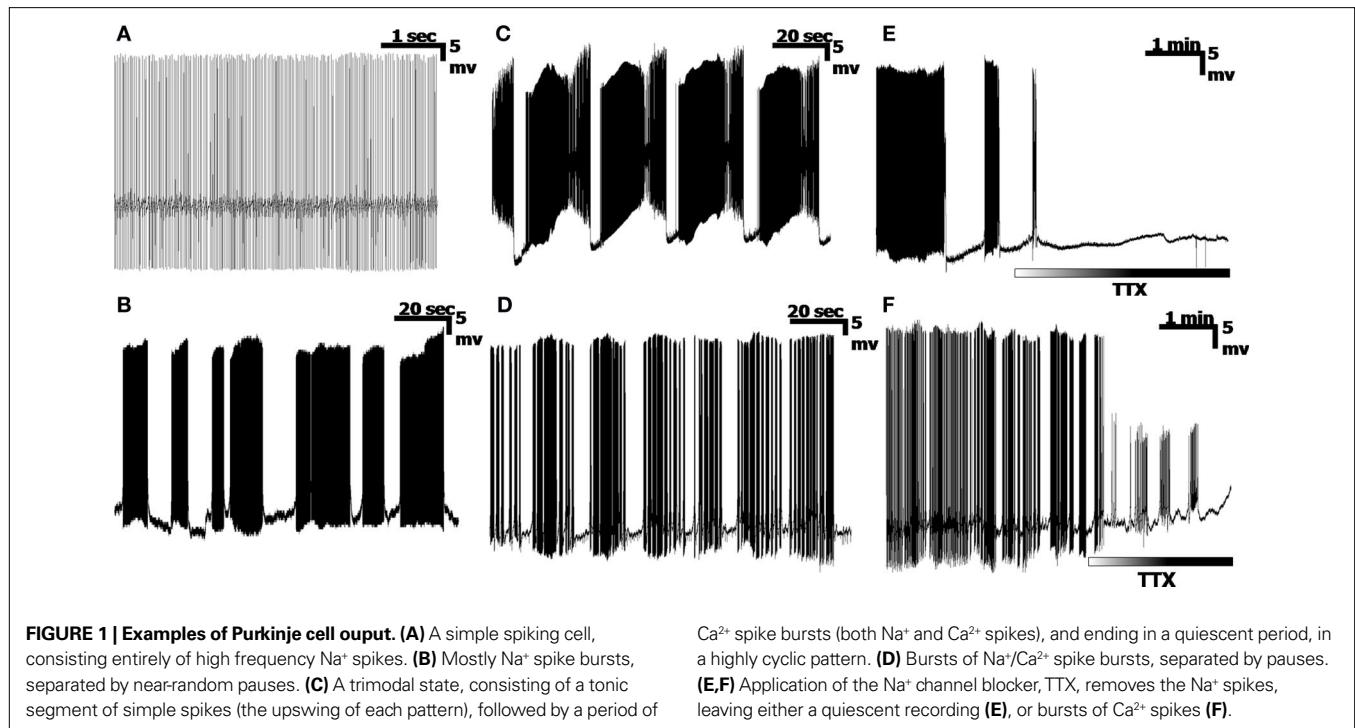 A
1 sec
5
mv
C
20 sec
5
mv
E
1 min
5
mv
TTX
B
20 sec
5
mv
D
20 sec
5
mv
F
1 min
5
mv
TTX
FIGURE 1 | Examples of Purkinje cell ouput. (A) A simple spiking cell,
consisting entirely of high frequency Na⁺ spikes. (B) Mostly Na⁺ spike bursts,
separated by near-random pauses. (C) A trimodal state, consisting of a tonic
segment of simple spikes (the upswing of each pattern), followed by a period of
Ca²⁺ spike bursts (both Na⁺ and Ca²⁺ spikes), and ending in a quiescent period, in
a highly cyclic pattern. (D) Bursts of Na⁺/Ca²⁺ spike bursts, separated by pauses.
(E,F) Application of the Na⁺ channel blocker, TTX, removes the Na⁺ spikes,
leaving either a quiescent recording (E), or bursts of Ca²⁺ spikes (F).